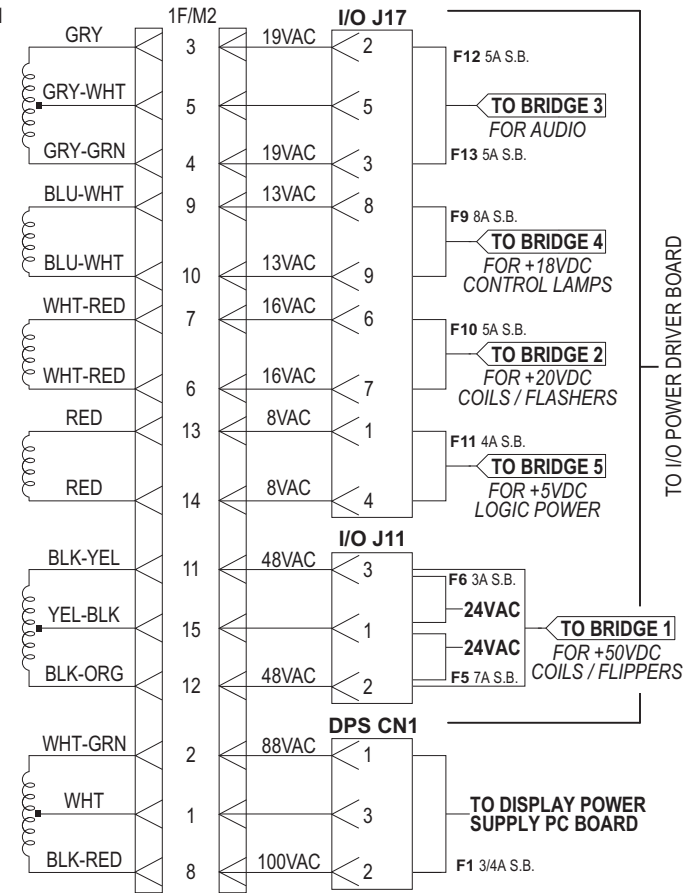 1F/M2
I/O J17
GRY 3 19VAC 2
F12 5A S.B.
GRY-WHT 5 5
TO BRIDGE 3
FOR AUDIO
GRY-GRN 4 19VAC 3
F13 5A S.B.
BLU-WHT 9 13VAC 8
F9 8A S.B.
TO BRIDGE 4
FOR +18VDC
CONTROL LAMPS
BLU-WHT 10 13VAC 9
WHT-RED 7 16VAC 6
F10 5A S.B.
TO BRIDGE 2
FOR +20VDC
COILS / FLASHERS
WHT-RED 6 16VAC 7
RED 13 8VAC 1
F11 4A S.B.
TO BRIDGE 5
FOR +5VDC
LOGIC POWER
RED 14 8VAC 4
TO I/O POWER DRIVER BOARD
I/O J11
BLK-YEL 11 48VAC 3
F6 3A S.B.
24VAC
YEL-BLK 15 1
TO BRIDGE 1
FOR +50VDC
COILS / FLIPPERS
24VAC
F5 7A S.B.
BLK-ORG 12 48VAC 2
DPS CN1
WHT-GRN 2 88VAC 1
WHT 1 3
TO DISPLAY POWER
SUPPLY PC BOARD
BLK-RED 8 100VAC 2
F1 3/4A S.B.